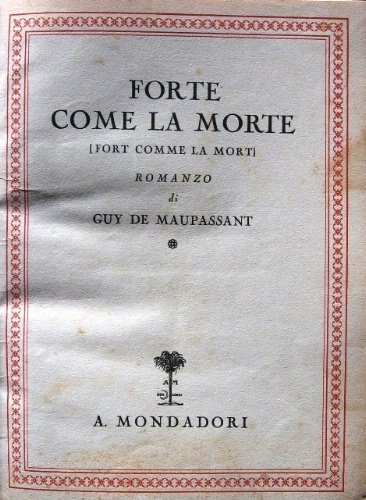 FORTE
COME LA MORTE
[FORT COMME LA MORT]
ROMANZO
di
GUY DE MAUPASSANT
A M
A. MONDADORI